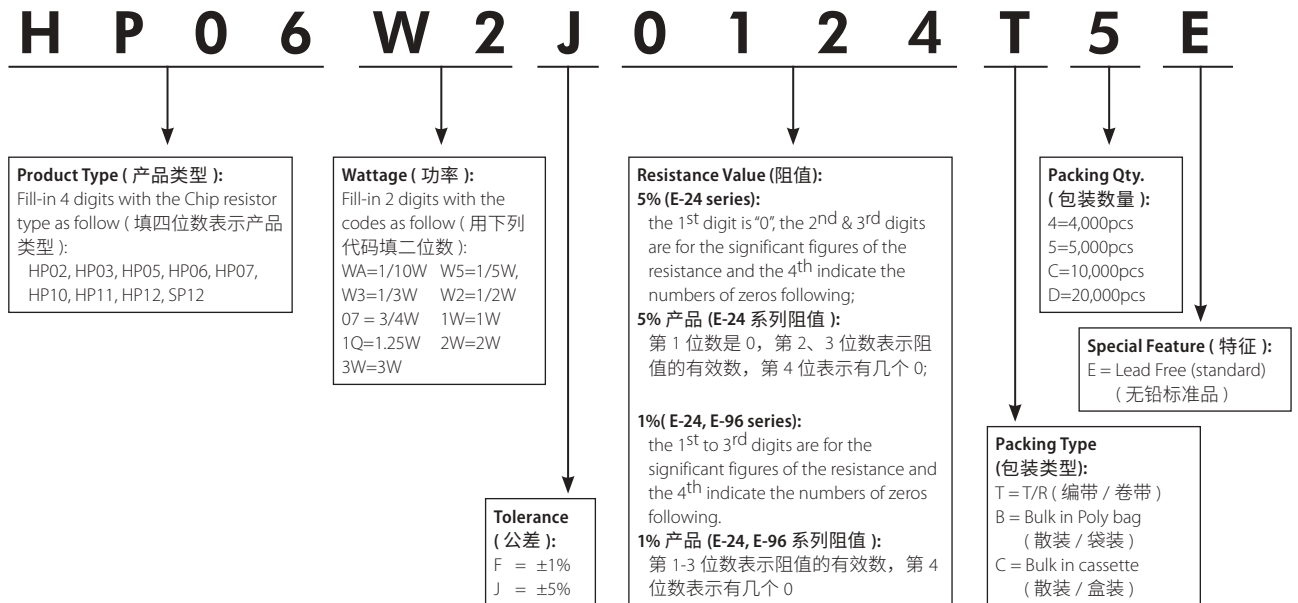 H P 0 6 W 2 J 0 1 2 4 T 5 E
Product Type ( 产品类型 ):
Fill-in 4 digits with the Chip resistor
type as follow ( 填四位数表示产品
类型 ):
HP02, HP03, HP05, HP06, HP07,
HP10, HP11, HP12, SP12
Wattage ( 功率 ):
Fill-in 2 digits with the
codes as follow ( 用下列
代码填二位数 ):
WA=1/10W W5=1/5W,
W3=1/3W W2=1/2W
07 = 3/4W 1W=1W
1Q=1.25W 2W=2W
3W=3W
Tolerance
( 公差 ):
F = ±1%
J = ±5%
Resistance Value (阻值):
5% (E-24 series):
the 1st digit is "0", the 2nd & 3rd digits
are for the significant figures of the
resistance and the 4th indicate the
numbers of zeros following;
5% 产品 (E-24 系列阻值 ):
第 1 位数是 0，第 2、3 位数表示阻
值的有效数，第 4 位表示有几个 0;
1%( E-24, E-96 series):
the 1st to 3rd digits are for the
significant figures of the resistance and
the 4th indicate the numbers of zeros
following.
1% 产品 (E-24, E-96 系列阻值 ):
第 1-3 位数表示阻值的有效数，第 4
位数表示有几个 0
Packing Type
(包装类型):
T = T/R ( 编带 / 卷带 )
B = Bulk in Poly bag
( 散装 / 袋装 )
C = Bulk in cassette
( 散装 / 盒装 )
Packing Qty.
( 包装数量 ):
4=4,000pcs
5=5,000pcs
C=10,000pcs
D=20,000pcs
Special Feature ( 特征 ):
E = Lead Free (standard)
( 无铅标准品 )